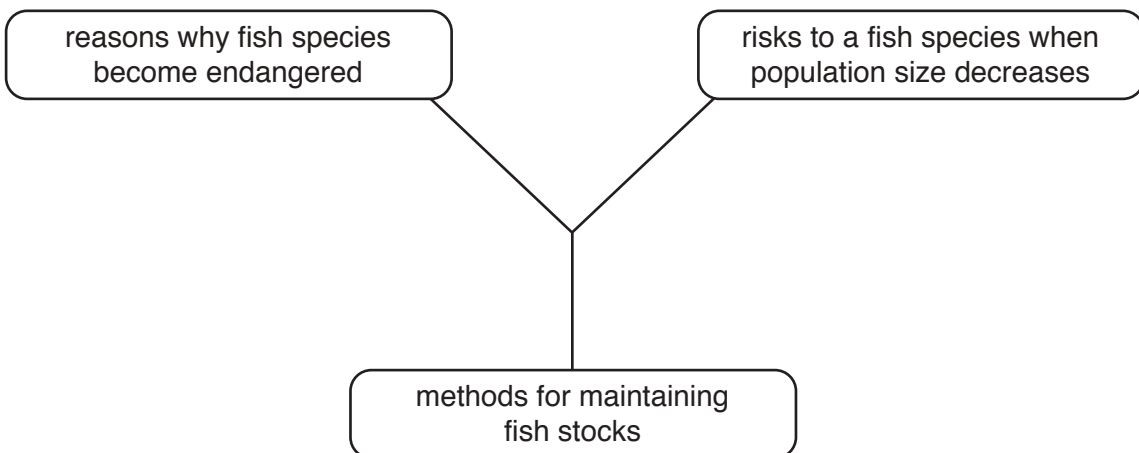 reasons why fish species
become endangered
risks to a fish species when
population size decreases
methods for maintaining
fish stocks